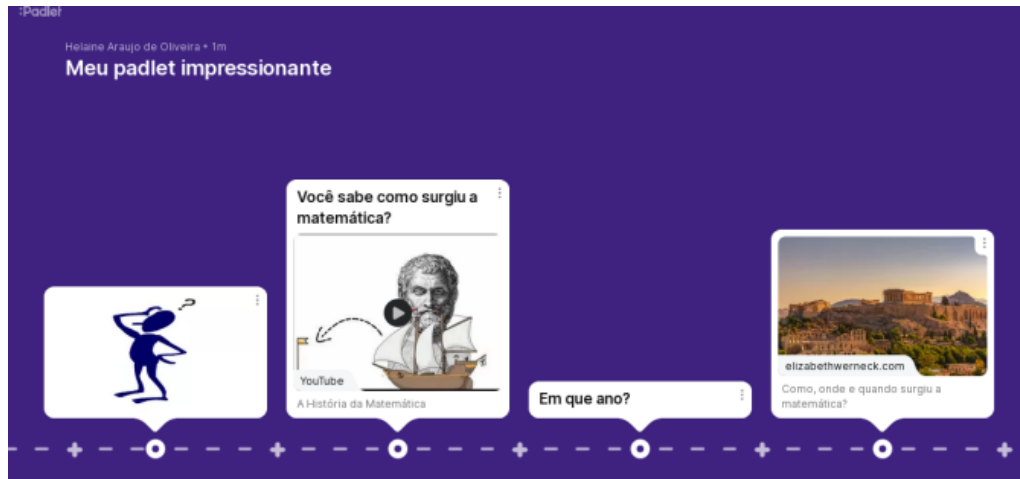 :Padlet
Helaine Araujo de Oliveira • 1m
Meu padlet impressionante
?
Você sabe como surgiu a
matemática?
YouTube
A História da Matemática
Em que ano?
elizabethwerneck.com
Como, onde e quando surgiu a
matemática?